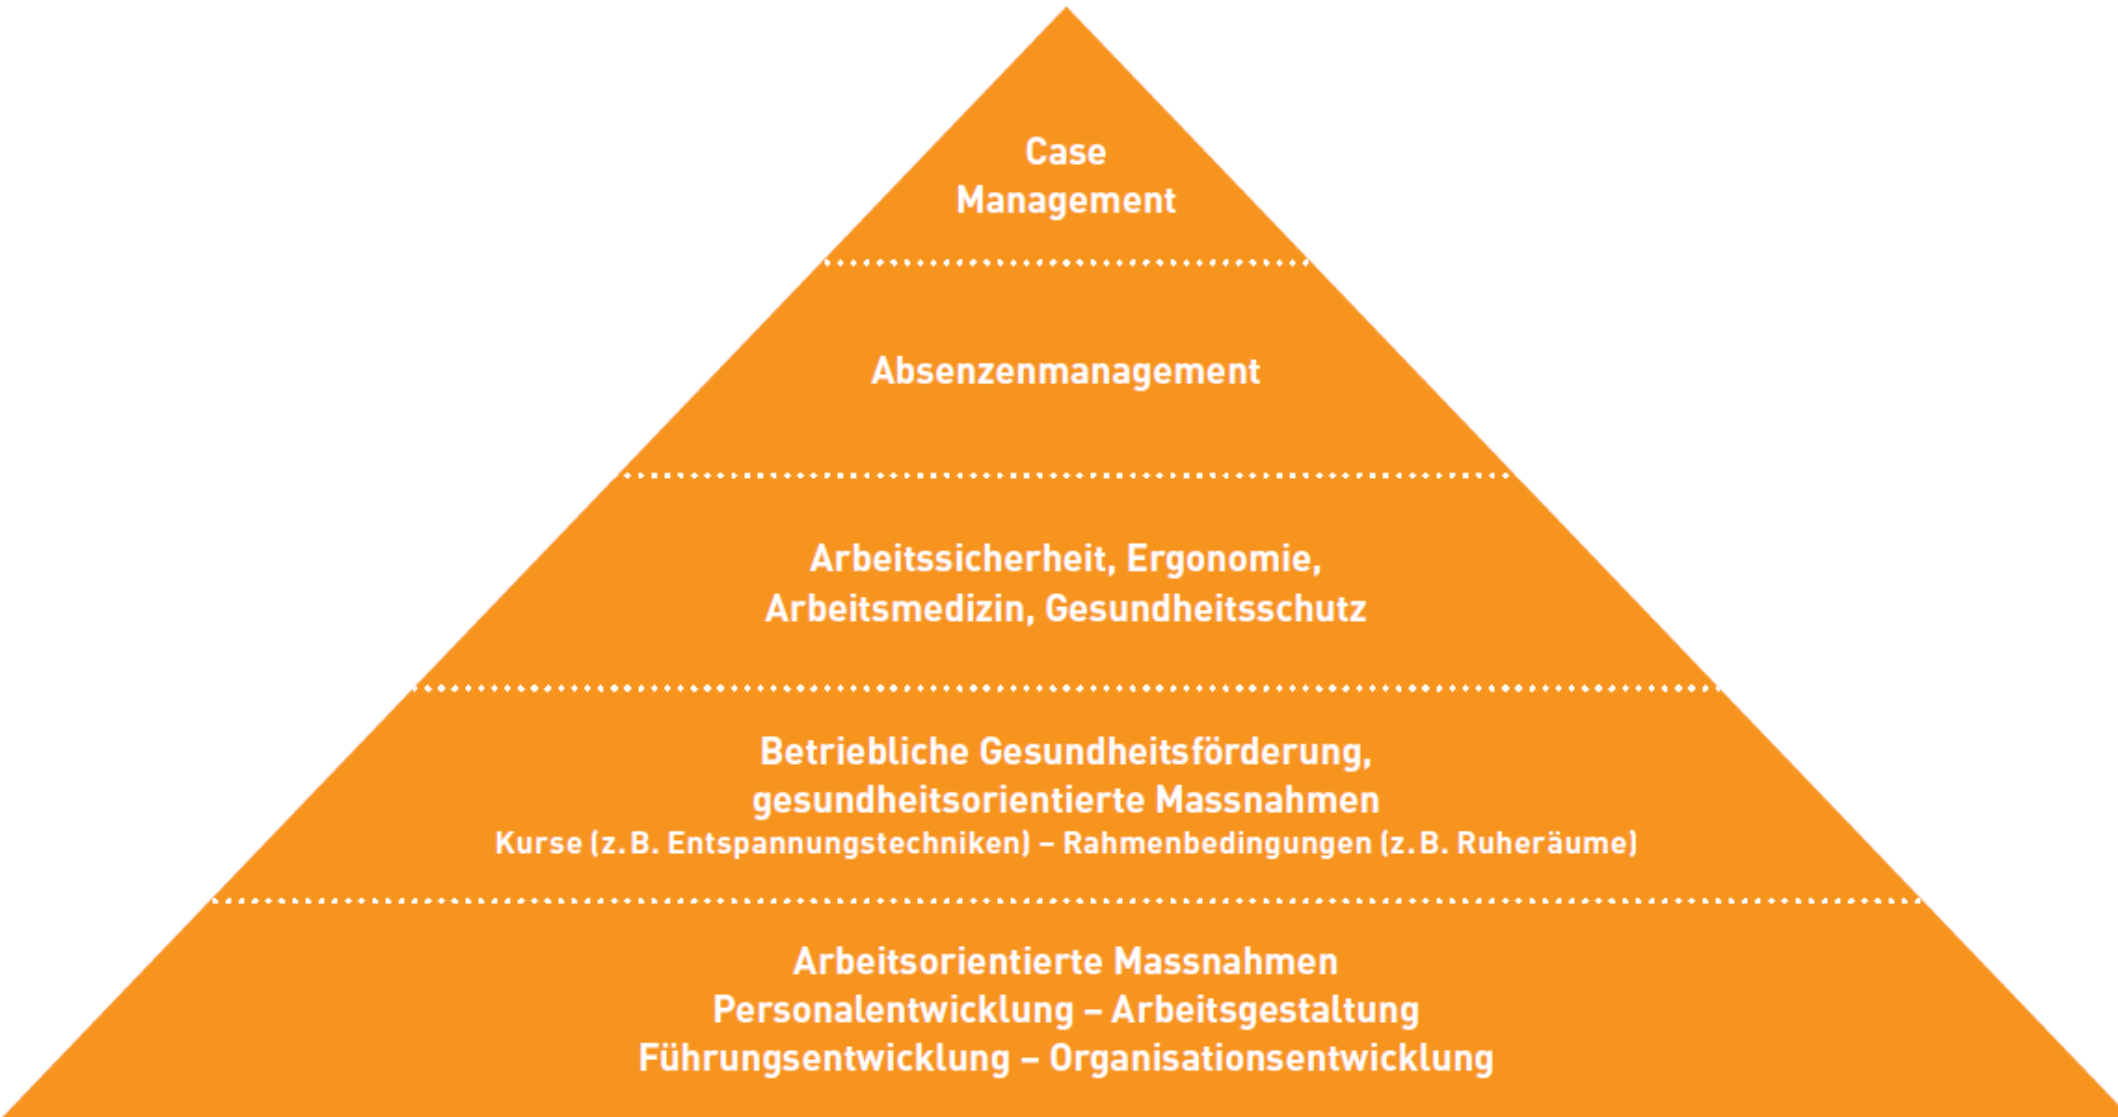 Case
Management
Absenzenmanagement
Arbeitssicherheit, Ergonomie,
Arbeitsmedizin, Gesundheitsschutz
Betriebliche Gesundheitsförderung,
gesundheitsorientierte Massnahmen
Kurse (z.B. Entspannungstechniken) – Rahmenbedingungen (z.B. Ruheräume)
Arbeitsorientierte Massnahmen
Personalentwicklung – Arbeitsgestaltung
Führungsentwicklung – Organisationsentwicklung